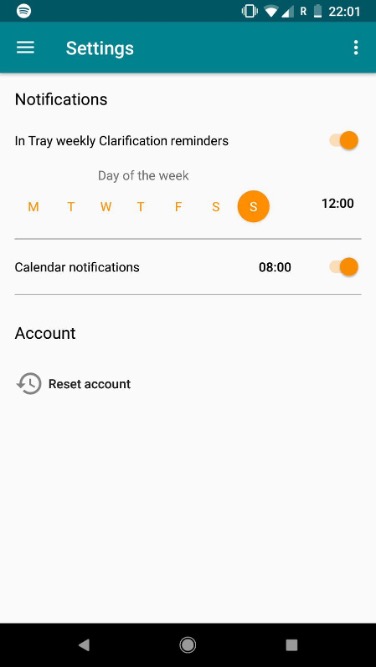 R 22:01
Settings
Notifications
In Tray weekly Clarification reminders
Day of the week
M T W T F S S 12:00
Calendar notifications 08:00
Account
Reset account